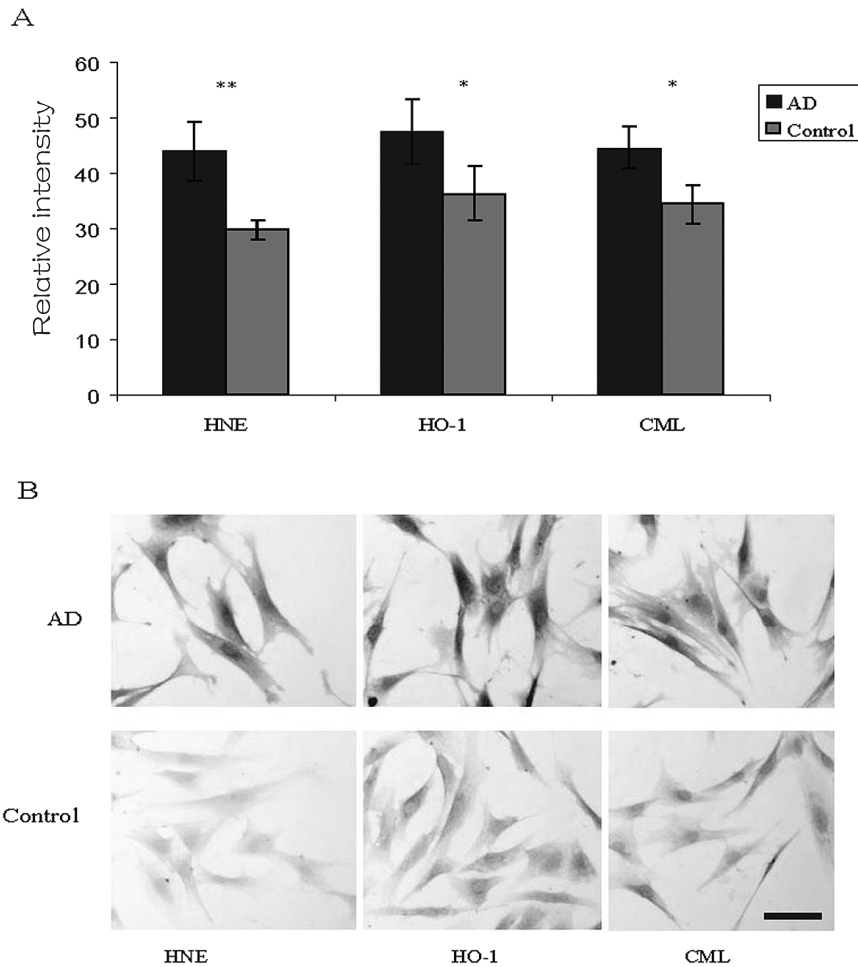 A
Relative intensity
60
50
40
30
20
10
0
** * *
AD
Control
HNE HO-1 CML
B
AD
Control
HNE HO-1 CML